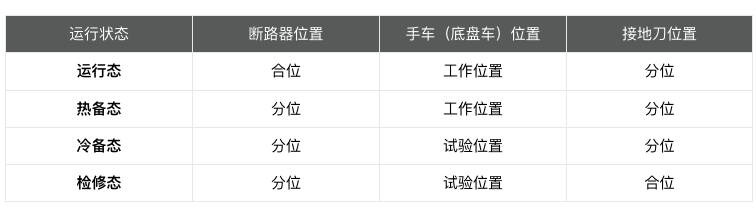 运行状态 断路器位置 手车（底盘车）位置 接地刀位置
运行态 合位 工作位置 分位
热备态 分位 工作位置 分位
冷备态 分位 试验位置 分位
检修态 分位 试验位置 合位